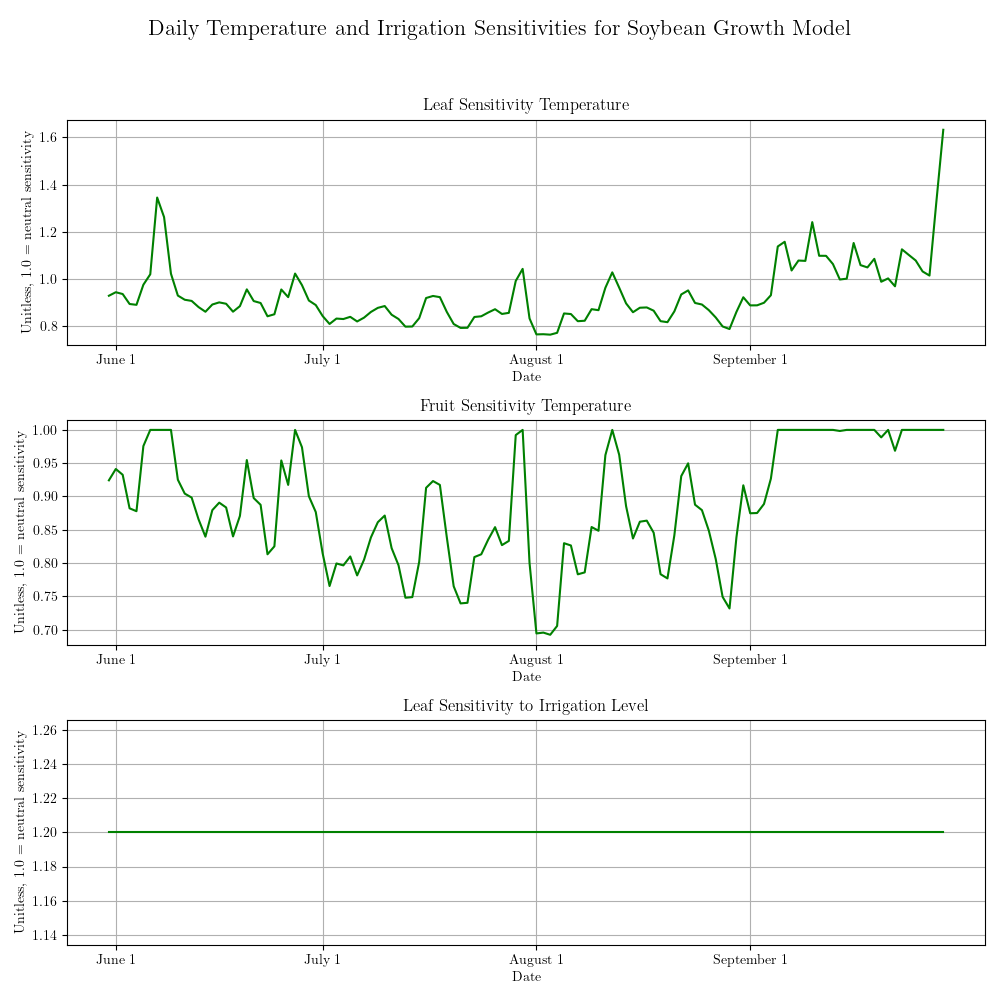 Daily Temperature and Irrigation Sensitivities for Soybean Growth Model
Leaf Sensitivity Temperature
Unitless, 1.0 = neutral sensitivity
1.6
1.4
1.2
1.0
0.8
June 1 July 1 August 1 September 1
Date
Fruit Sensitivity Temperature
Unitless, 1.0 = neutral sensitivity
1.00
0.95
0.90
0.85
0.80
0.75
0.70
June 1 July 1 August 1 September 1
Date
Leaf Sensitivity to Irrigation Level
Unitless, 1.0 = neutral sensitivity
1.26
1.24
1.22
1.20
1.18
1.16
1.14
June 1 July 1 August 1 September 1
Date